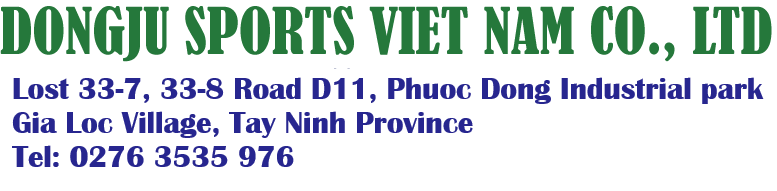 DONGJU SPORTS VIET NAM CO., LTD
Lost 33-7, 33-8 Road D11, Phuoc Dong Industrial park
Gia Loc Village, Tay Ninh Province
Tel: 0276 3535 976